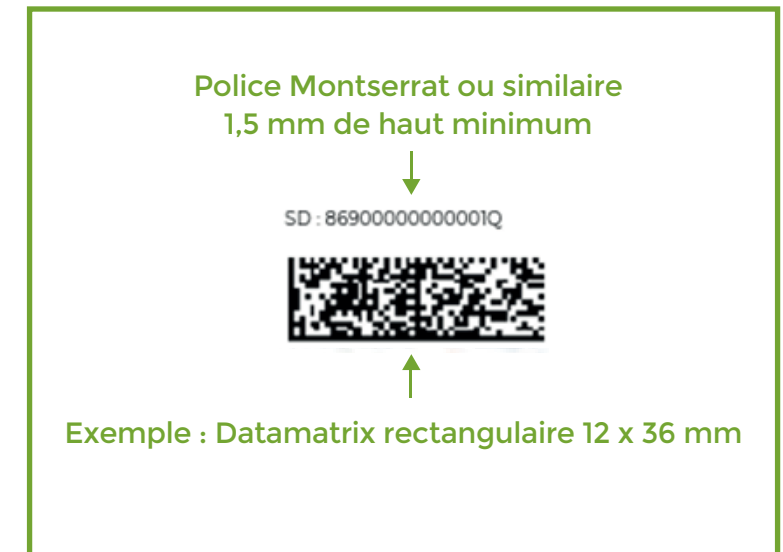 Police Montserrat ou similaire
1,5 mm de haut minimum
SD : 86900000000001Q
Exemple : Datamatrix rectangulaire 12 x 36 mm